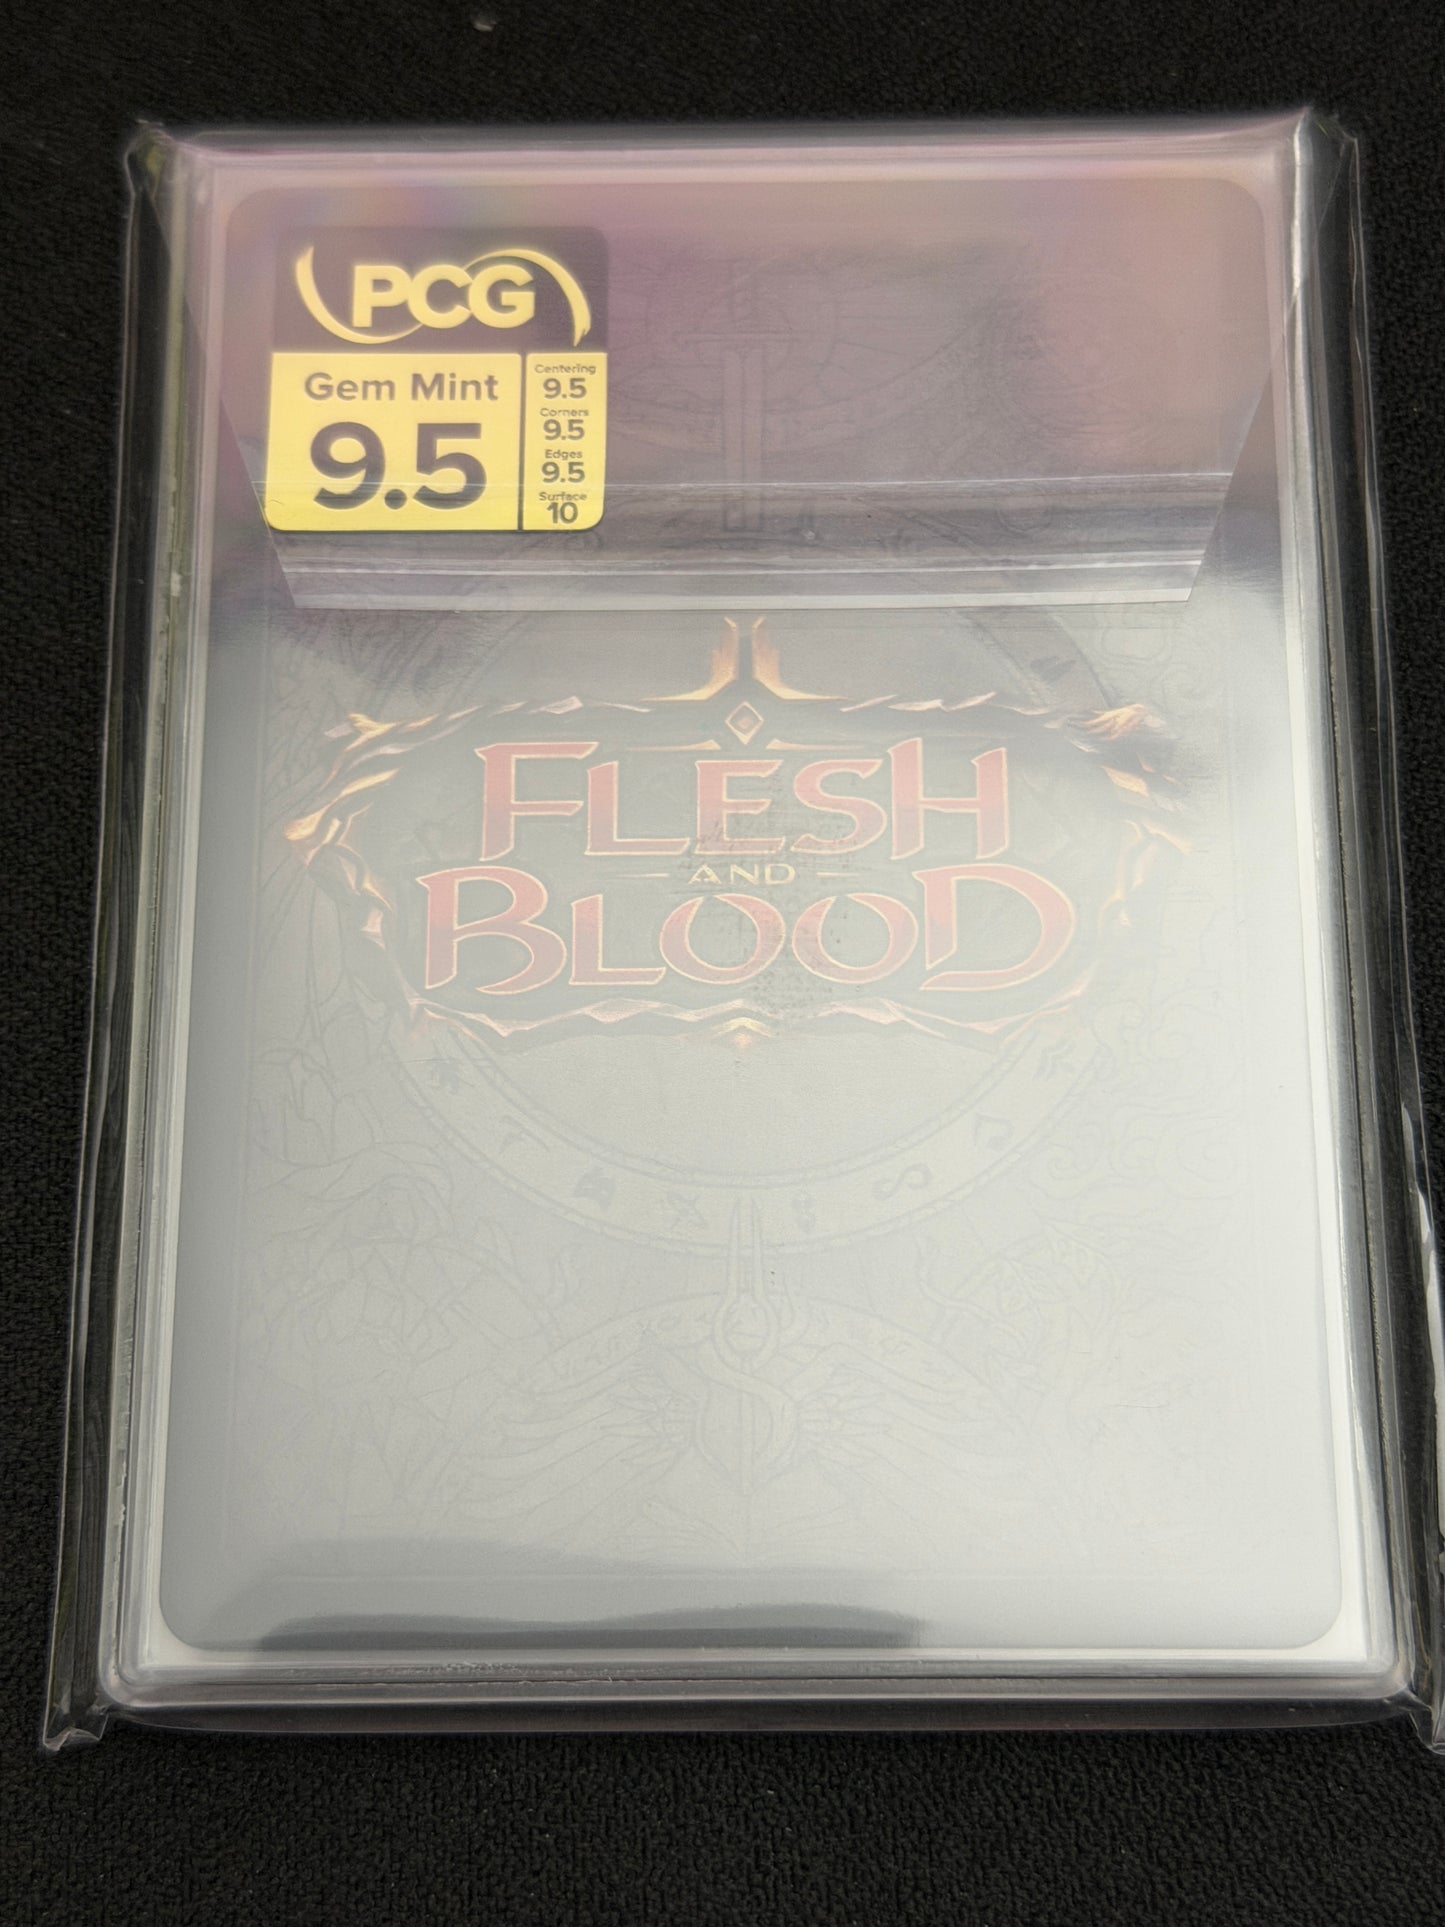 PCG
Gem Mint
9.5
Centering
9.5
Corners
9.5
Edges
9.5
Surface
10
FLESH
AND
BLOOD